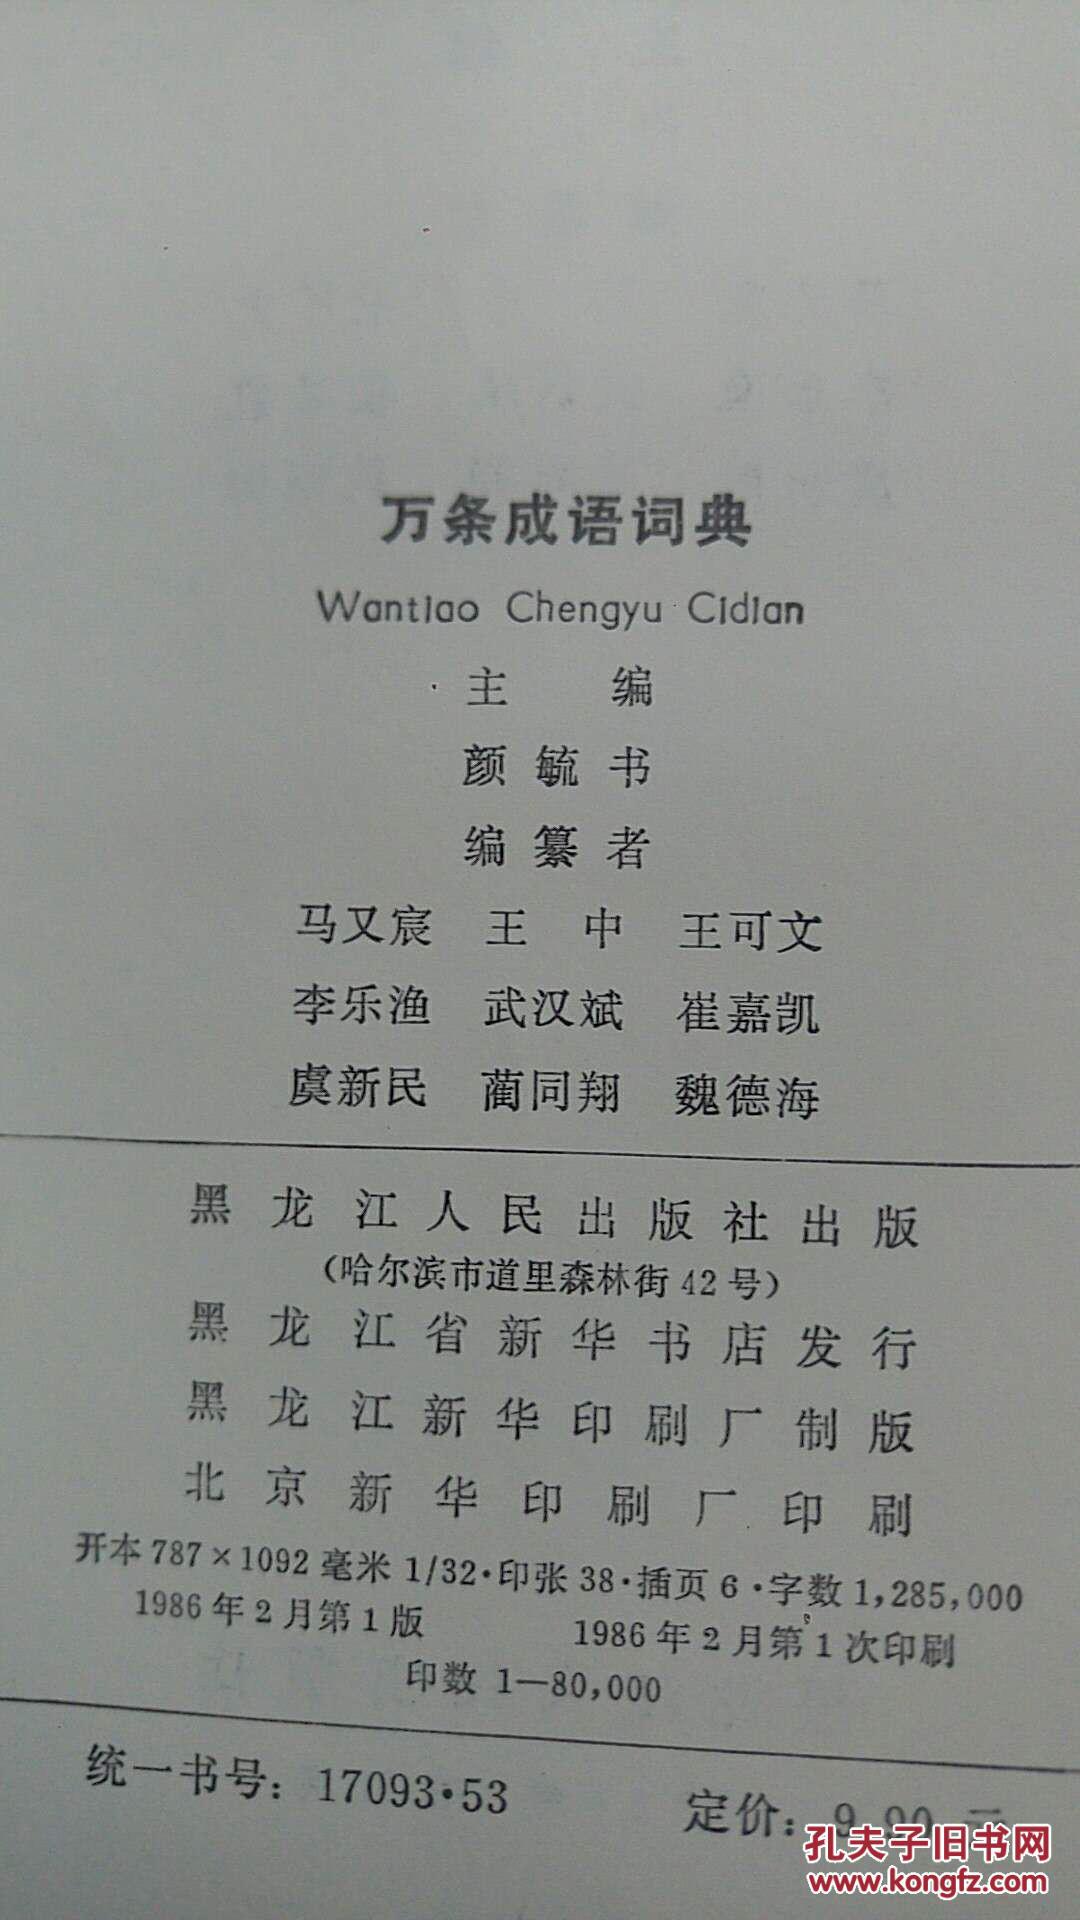 万条成语词典
Wantiao Chengyu Cidian
主 编
颜毓书
编纂者
马又宸 王 中 王可文
李乐渔 武汉斌 崔嘉凯
虞新民 蔺同翔 魏德海
黑龙江人民出版社出版
（哈尔滨市道里森林街42号）
黑龙江省新华书店发行
黑龙江新华印刷厂制版
北京新华印刷厂印刷
开本787×1092毫米1/32·印张38·插页6·字数1,285,000
1986年2月第1版 1986年2月第1次印刷
印数 1—80,000
统一书号：17093·53 定价：9.90元
孔夫子旧书网
www.kongfz.com